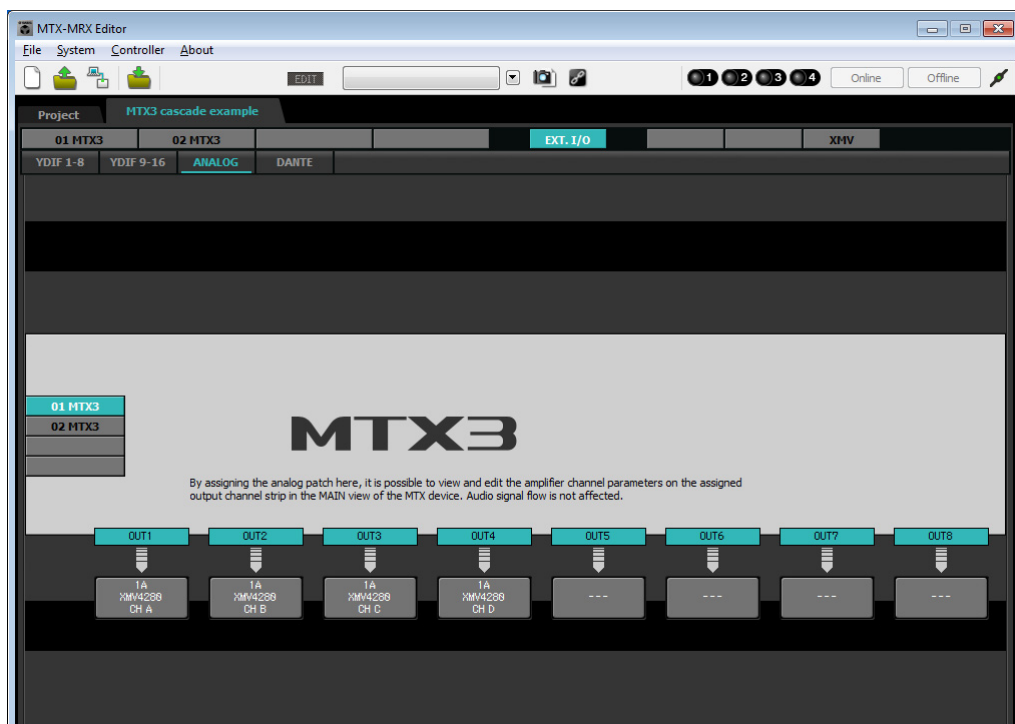 MTX-MRX Editor
File System Controller About
EDIT
1 2 3 4 Online Offline
Project MTX3 cascade example
01 MTX3 02 MTX3 EXT. I/O XMV
YDIF 1-8 YDIF 9-16 ANALOG DANTE
01 MTX3
02 MTX3
MTX3
By assigning the analog patch here, it is possible to view and edit the amplifier channel parameters on the assigned
output channel strip in the MAIN view of the MTX device. Audio signal flow is not affected.
OUT1 OUT2 OUT3 OUT4 OUT5 OUT6 OUT7 OUT8
1A 1A 1A 1A
XMV4280 XMV4280 XMV4280 XMV4280 --- --- --- ---
CH A CH B CH C CH D